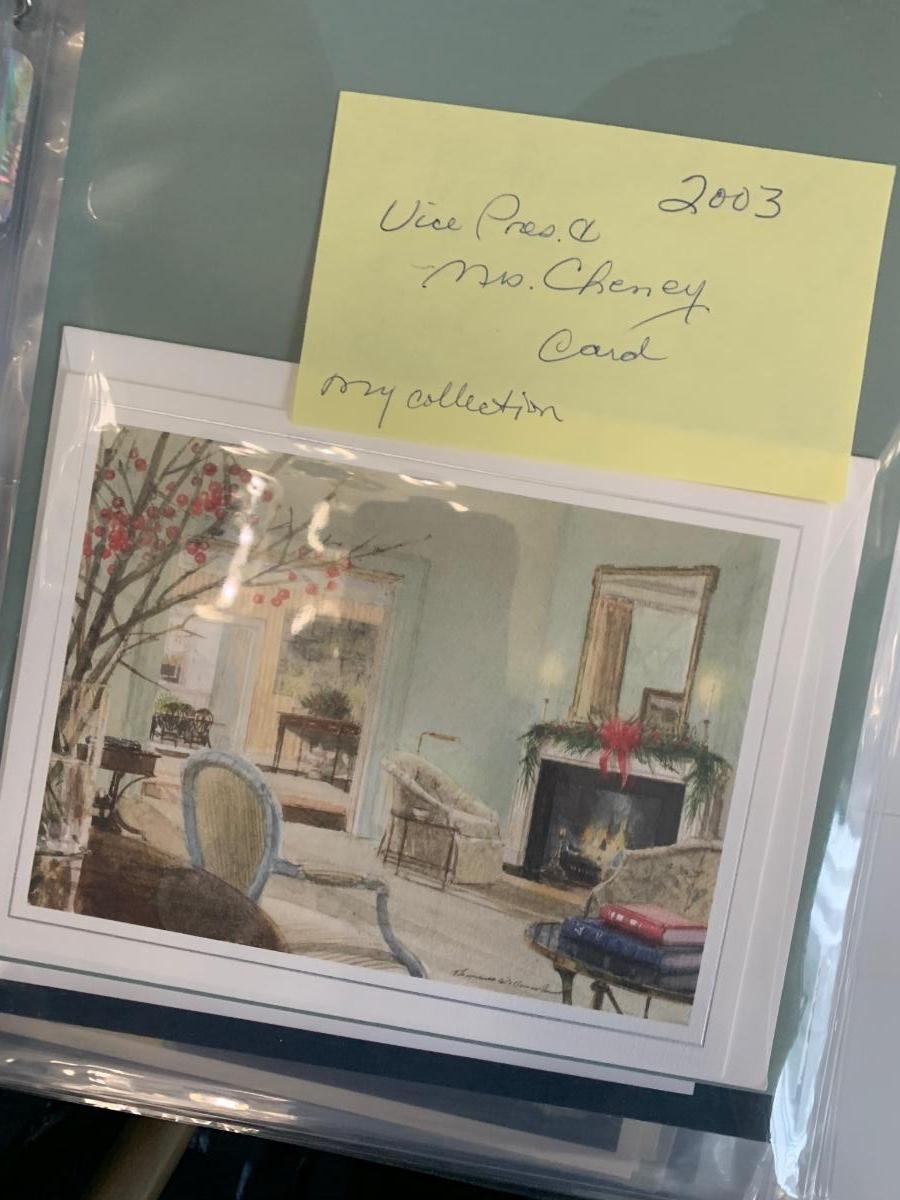 2003
Vice Pres. &
Mrs. Cheney
Card
my collection